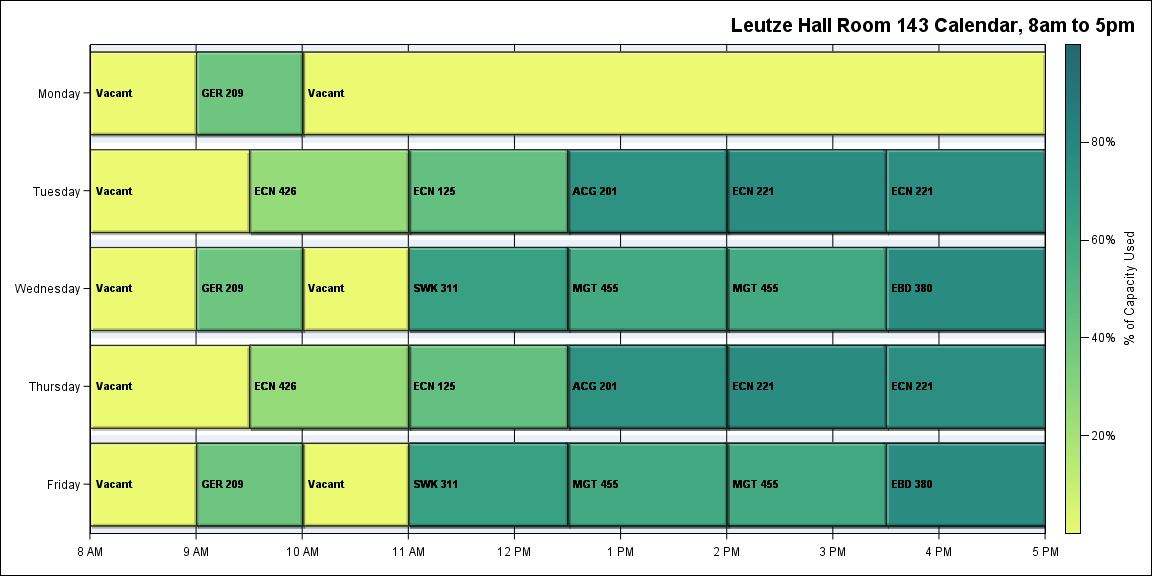 Leutze Hall Room 143 Calendar, 8am to 5pm
Monday
Vacant
GER 209
Vacant
Tuesday
Vacant
ECN 426
ECN 125
ACG 201
ECN 221
ECN 221
Wednesday
Vacant
GER 209
Vacant
SWK 311
MGT 455
MGT 455
EBD 380
Thursday
Vacant
ECN 426
ECN 125
ACG 201
ECN 221
ECN 221
Friday
Vacant
GER 209
Vacant
SWK 311
MGT 455
MGT 455
EBD 380
8 AM
9 AM
10 AM
11 AM
12 PM
1 PM
2 PM
3 PM
4 PM
5 PM
80%
60%
40%
20%
% of Capacity Used